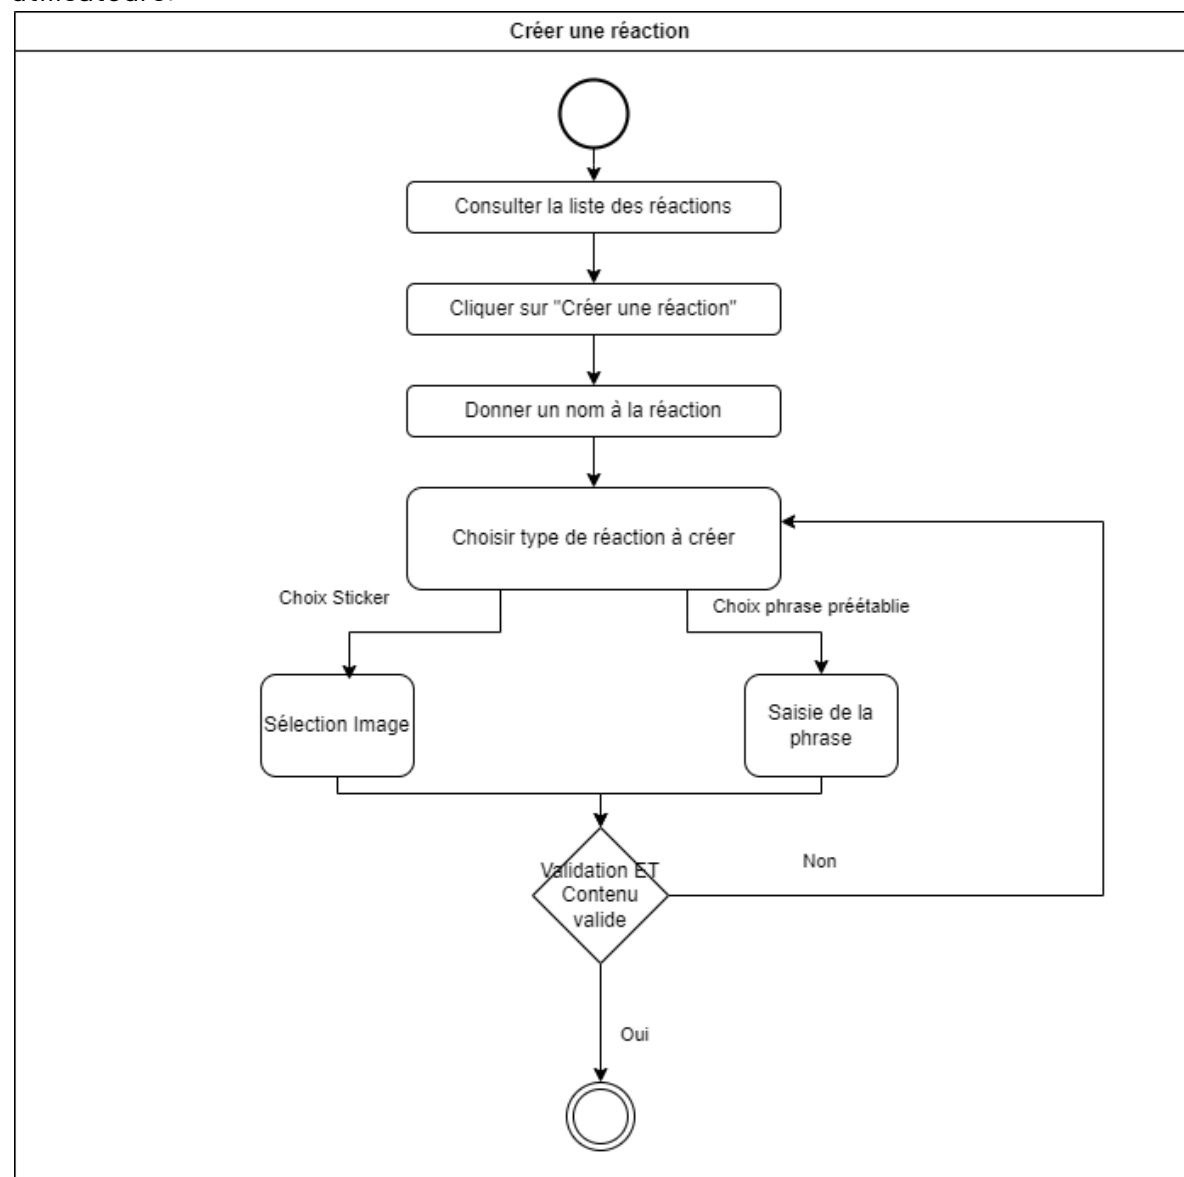 utilisateurs.
Créer une réaction
Consulter la liste des réactions
Cliquer sur "Créer une réaction"
Donner un nom à la réaction
Choisir type de réaction à créer
Choix Sticker
Choix phrase préétablie
Sélection Image
Saisie de la
phrase
Validation ET
Contenu
valide
Non
Oui